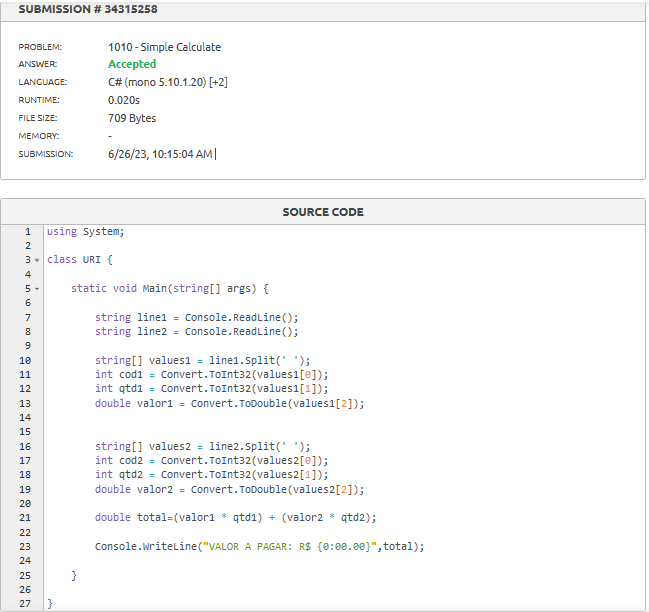 SUBMISSION # 34315258
PROBLEM: 1010 - Simple Calculate
ANSWER: Accepted
LANGUAGE: C# (mono 5.10.1.20) [+2]
RUNTIME: 0.020s
FILE SIZE: 709 Bytes
MEMORY: -
SUBMISSION: 6/26/23, 10:15:04 AM
SOURCE CODE
1 using System;
2
3 class URI {
4
5 static void Main(string[] args) {
6
7 string line1 = Console.ReadLine();
8 string line2 = Console.ReadLine();
9
10 string[] values1 = line1.Split(' ');
11 int cod1 = Convert.ToInt32(values1[0]);
12 int qtd1 = Convert.ToInt32(values1[1]);
13 double valor1 = Convert.ToDouble(values1[2]);
14
15
16 string[] values2 = line2.Split(' ');
17 int cod2 = Convert.ToInt32(values2[0]);
18 int qtd2 = Convert.ToInt32(values2[1]);
19 double valor2 = Convert.ToDouble(values2[2]);
20
21 double total=(valor1 * qtd1) + (valor2 * qtd2);
22
23 Console.WriteLine("VALOR A PAGAR: R$ {0:00.00}",total);
24
25 }
26
27 }